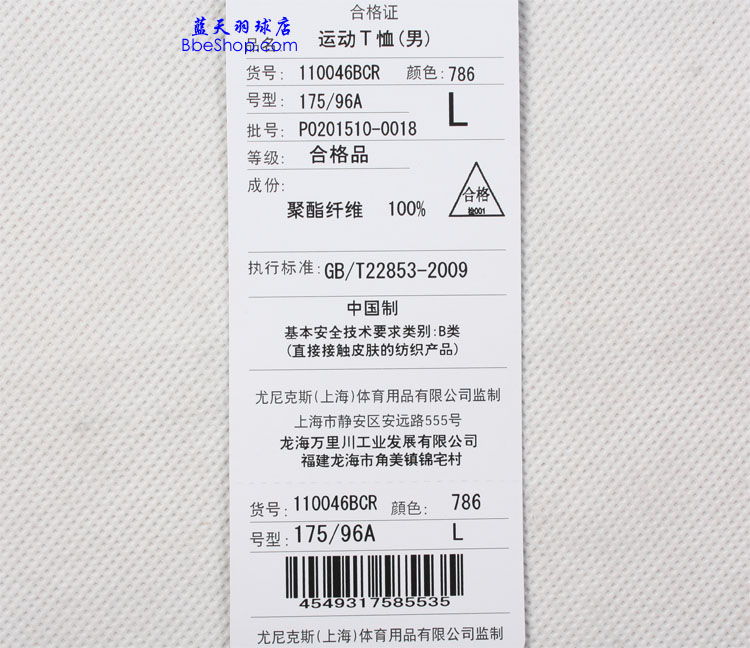 合格证
蓝天羽球店
BbeShop.com
品名: 运动T恤(男)
货号: 110046BCR 颜色: 786
号型: 175/96A L
批号: P0201510-0018
等级: 合格品
成份:
聚酯纤维 100%
合格
检001
执行标准: GB/T22853-2009
中国制
基本安全技术要求类别:B类
(直接接触皮肤的纺织产品)
尤尼克斯(上海)体育用品有限公司监制
上海市静安区安远路555号
龙海万里川工业发展有限公司
福建龙海市角美镇锦宅村
货号: 110046BCR 顔色: 786
号型: 175/96A L
4549317585535
尤尼克斯(上海)体育用品有限公司监制